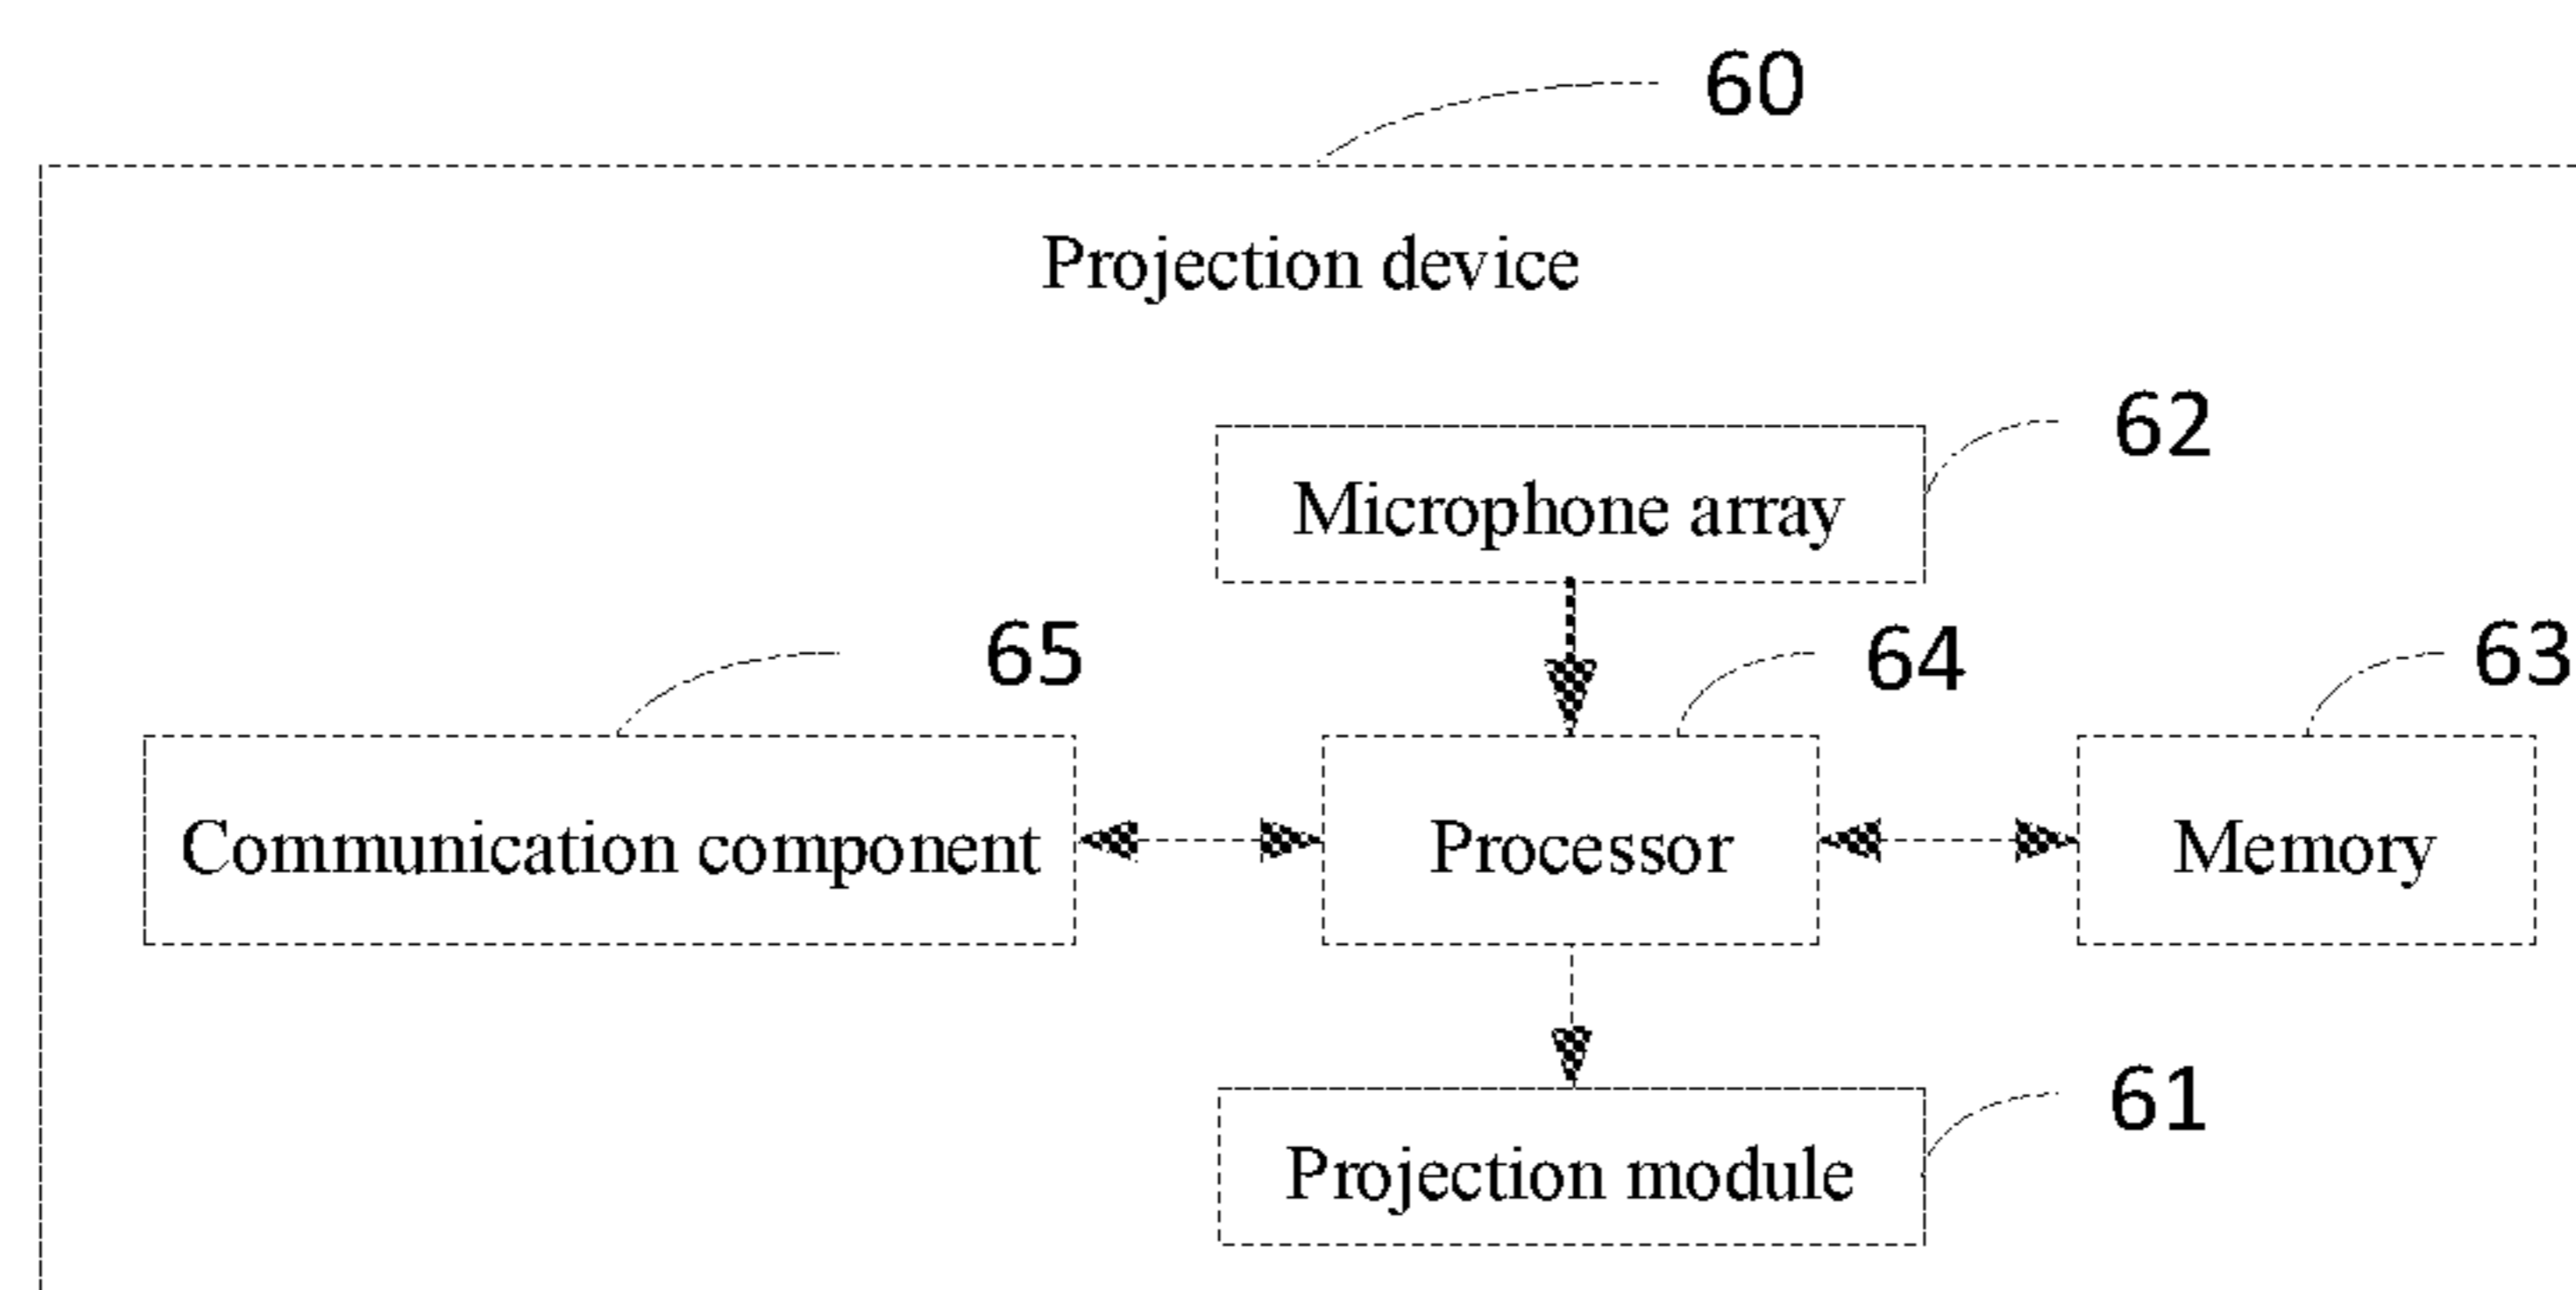 60
Projection device
62
Microphone array
65
64
63
Communication component
Processor
Memory
61
Projection module